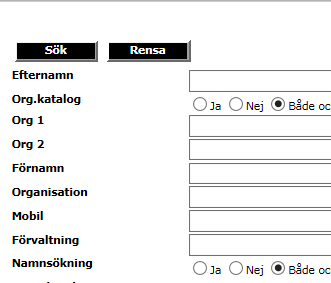 Sök Rensa
Efternamn
Org.katalog Ja Nej Både oc
Org 1
Org 2
Förnamn
Organisation
Mobil
Förvaltning
Namnsökning Ja Nej Både oc